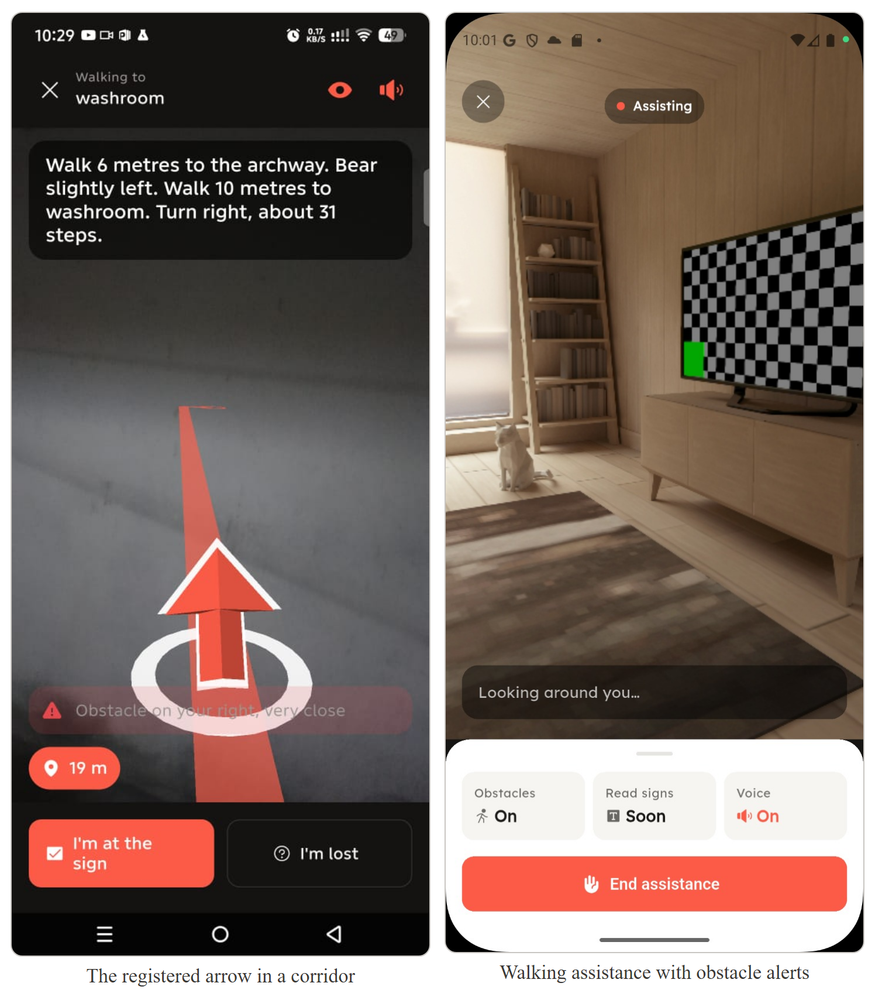 10:29
0.17
KB/S
49
Walking to
washroom
Walk 6 metres to the archway. Bear
slightly left. Walk 10 metres to
washroom. Turn right, about 31
steps.
Obstacle on your right, very close
19 m
I'm at the
sign
I'm lost
The registered arrow in a corridor
10:01
Assisting
Looking around you...
Obstacles
On
Read signs
Soon
Voice
On
End assistance
Walking assistance with obstacle alerts